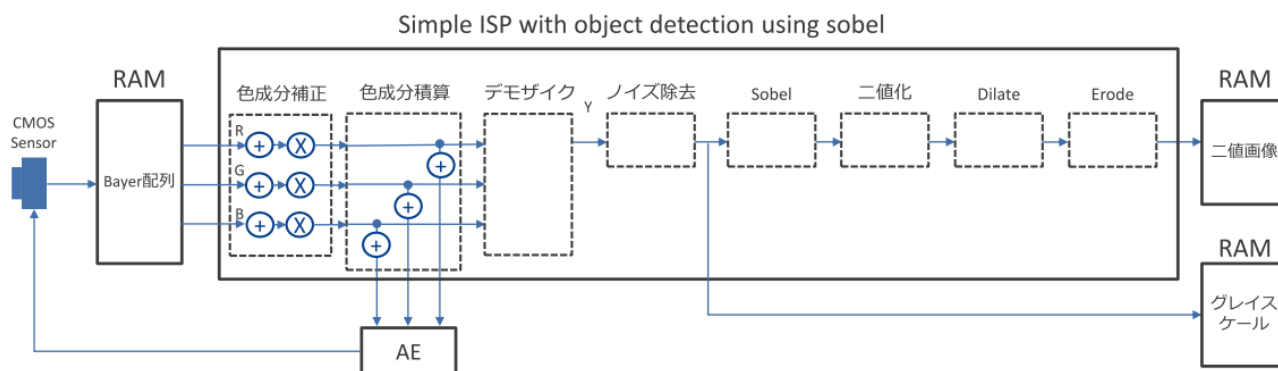 Simple ISP with object detection using sobel
RAM
CMOS
Sensor
Bayer配列
色成分補正
R
+
X
G
+
X
B
+
X
色成分積算
+
+
+
デモザイク
Y
ノイズ除去
Sobel
二値化
Dilate
Erode
RAM
二値画像
RAM
グレイス
ケール
AE